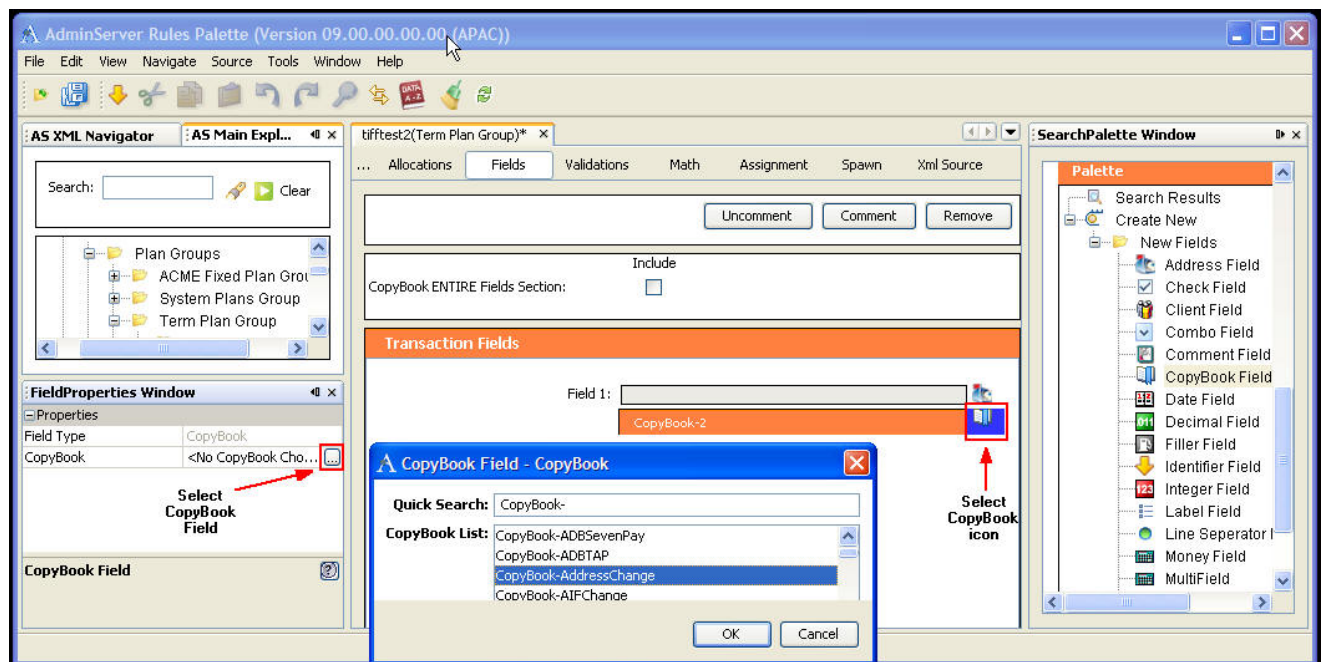 AdminServer Rules Palette (Version 09.00.00.00.00 (APAC))
File Edit View Navigate Source Tools Window Help
DATA A-Z
AS XML Navigator
AS Main Expl...
Search:
Clear
Plan Groups
ACME Fixed Plan Grou
System Plans Group
Term Plan Group
FieldProperties Window
Properties
Field Type CopyBook
CopyBook <No CopyBook Cho... ...
Select
CopyBook
Field
CopyBook Field
tifftest2(Term Plan Group)*
... Allocations Fields Validations Math Assignment Spawn Xml Source
Uncomment Comment Remove
Include
CopyBook ENTIRE Fields Section:
Transaction Fields
Field 1:
CopyBook-2
Select
CopyBook
icon
CopyBook Field - CopyBook
Quick Search: CopyBook-
CopyBook List: CopyBook-ADBSevenPay
CopyBook-ADBTAP
CopyBook-AddressChange
CopyBook-AIFChange
OK Cancel
SearchPalette Window
Palette
Search Results
Create New
New Fields
Address Field
Check Field
Client Field
Combo Field
Comment Field
CopyBook Field
Date Field
.011 Decimal Field
Filler Field
Identifier Field
123 Integer Field
Label Field
Line Seperator
Money Field
MultiField